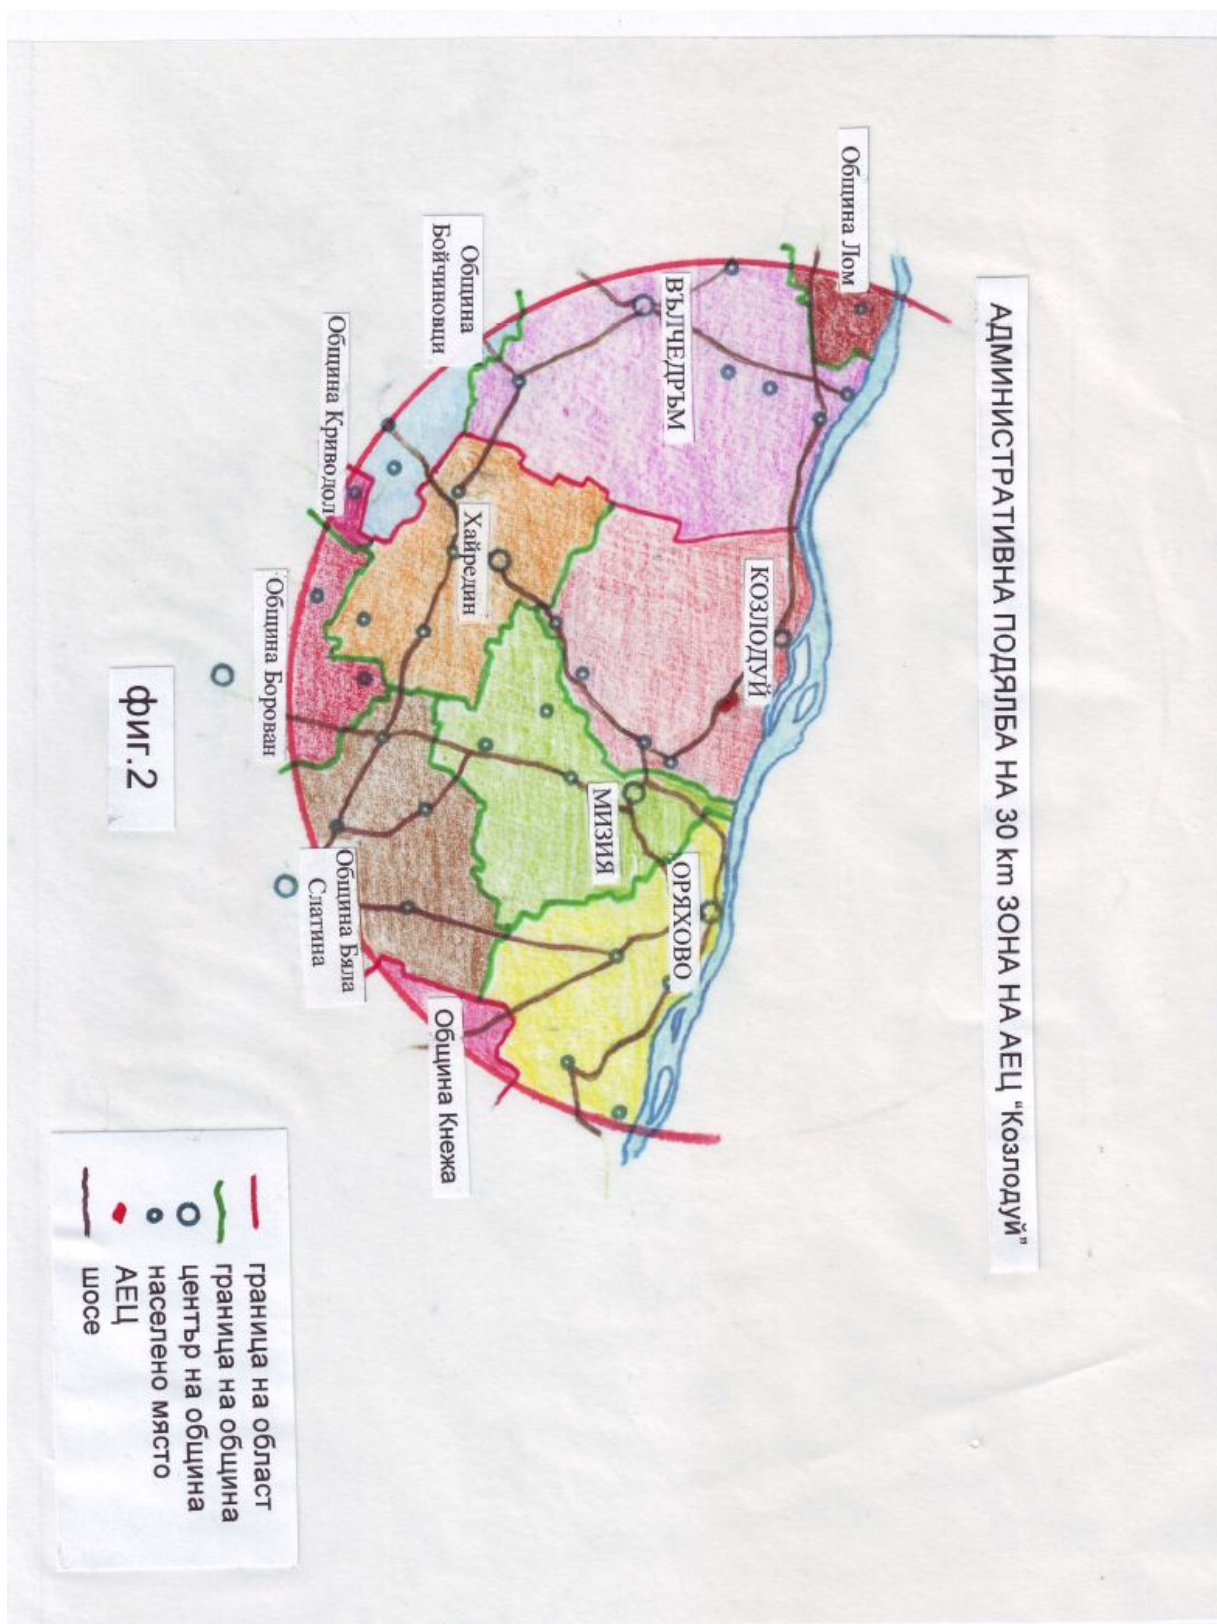 АДМИНИСТРАТИВНА ПОДЯЛБА НА 30 km ЗОНА НА АЕЦ "Козлодуй"
Община Лом
ВЪЛЧЕДРЪМ
КОЗЛОДУЙ
Община
Бойчиновци
Хайредин
МИЗИЯ
ОРЯХОВО
Община Криводол
Община Борован
Община Бяла
Слатина
Община Кнежа
фиг.2
граница на област
граница на община
център на община
населено място
АЕЦ
шосе